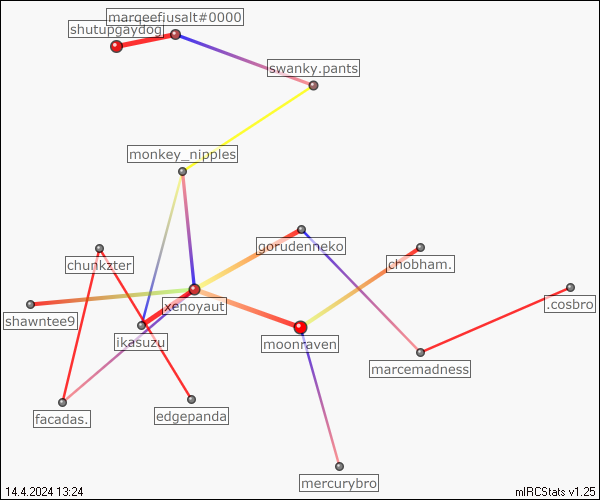 marqeefiusalt#0000
shutupgaydog
swanky.pants
monkey_nipples
gorudenneko
chunkzter
chobham.
xenoyaut
.cosbro
shawntee9
ikasuzu
moonraven
marcemadness
facadas.
edgepanda
mercurybro
14.4.2024 13:24
mIRCStats v1.25